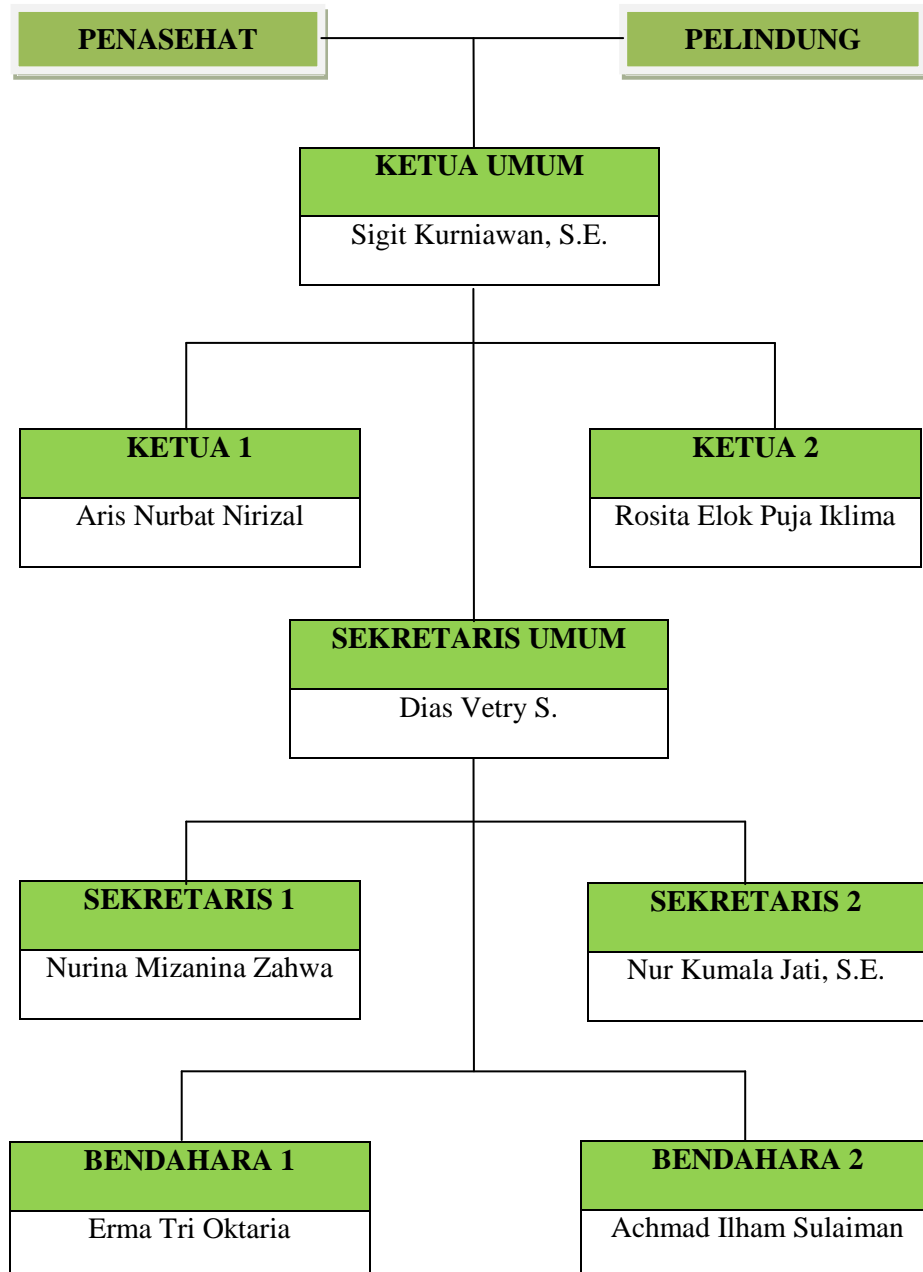 PENASEHAT
PELINDUNG
KETUA UMUM
Sigit Kurniawan, S.E.
KETUA 1
Aris Nurbat Nirizal
KETUA 2
Rosita Elok Puja Iklima
SEKRETARIS UMUM
Dias Vetry S.
SEKRETARIS 1
Nurina Mizanina Zahwa
SEKRETARIS 2
Nur Kumala Jati, S.E.
BENDAHARA 1
Erma Tri Oktaria
BENDAHARA 2
Achmad Ilham Sulaiman